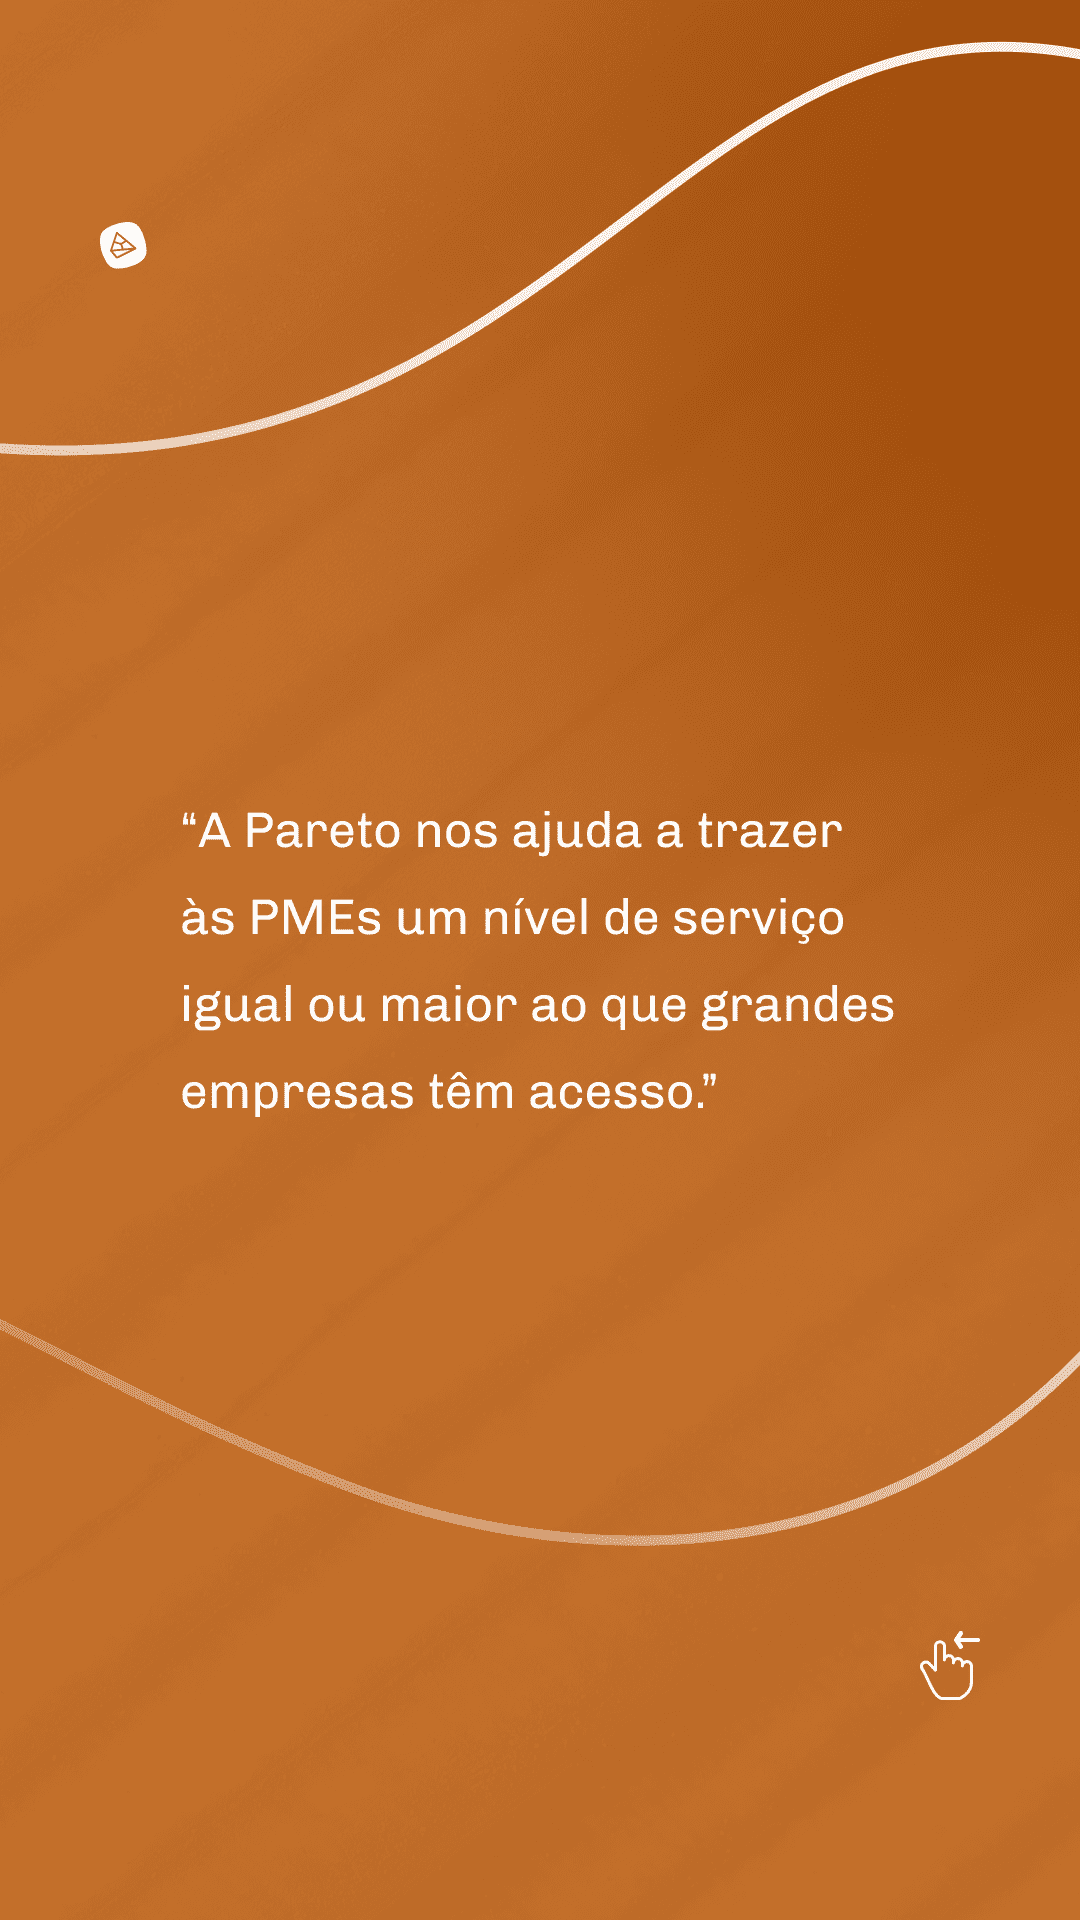 “A Pareto nos ajuda a trazer
às PMEs um nível de serviço
igual ou maior ao que grandes
empresas têm acesso.”